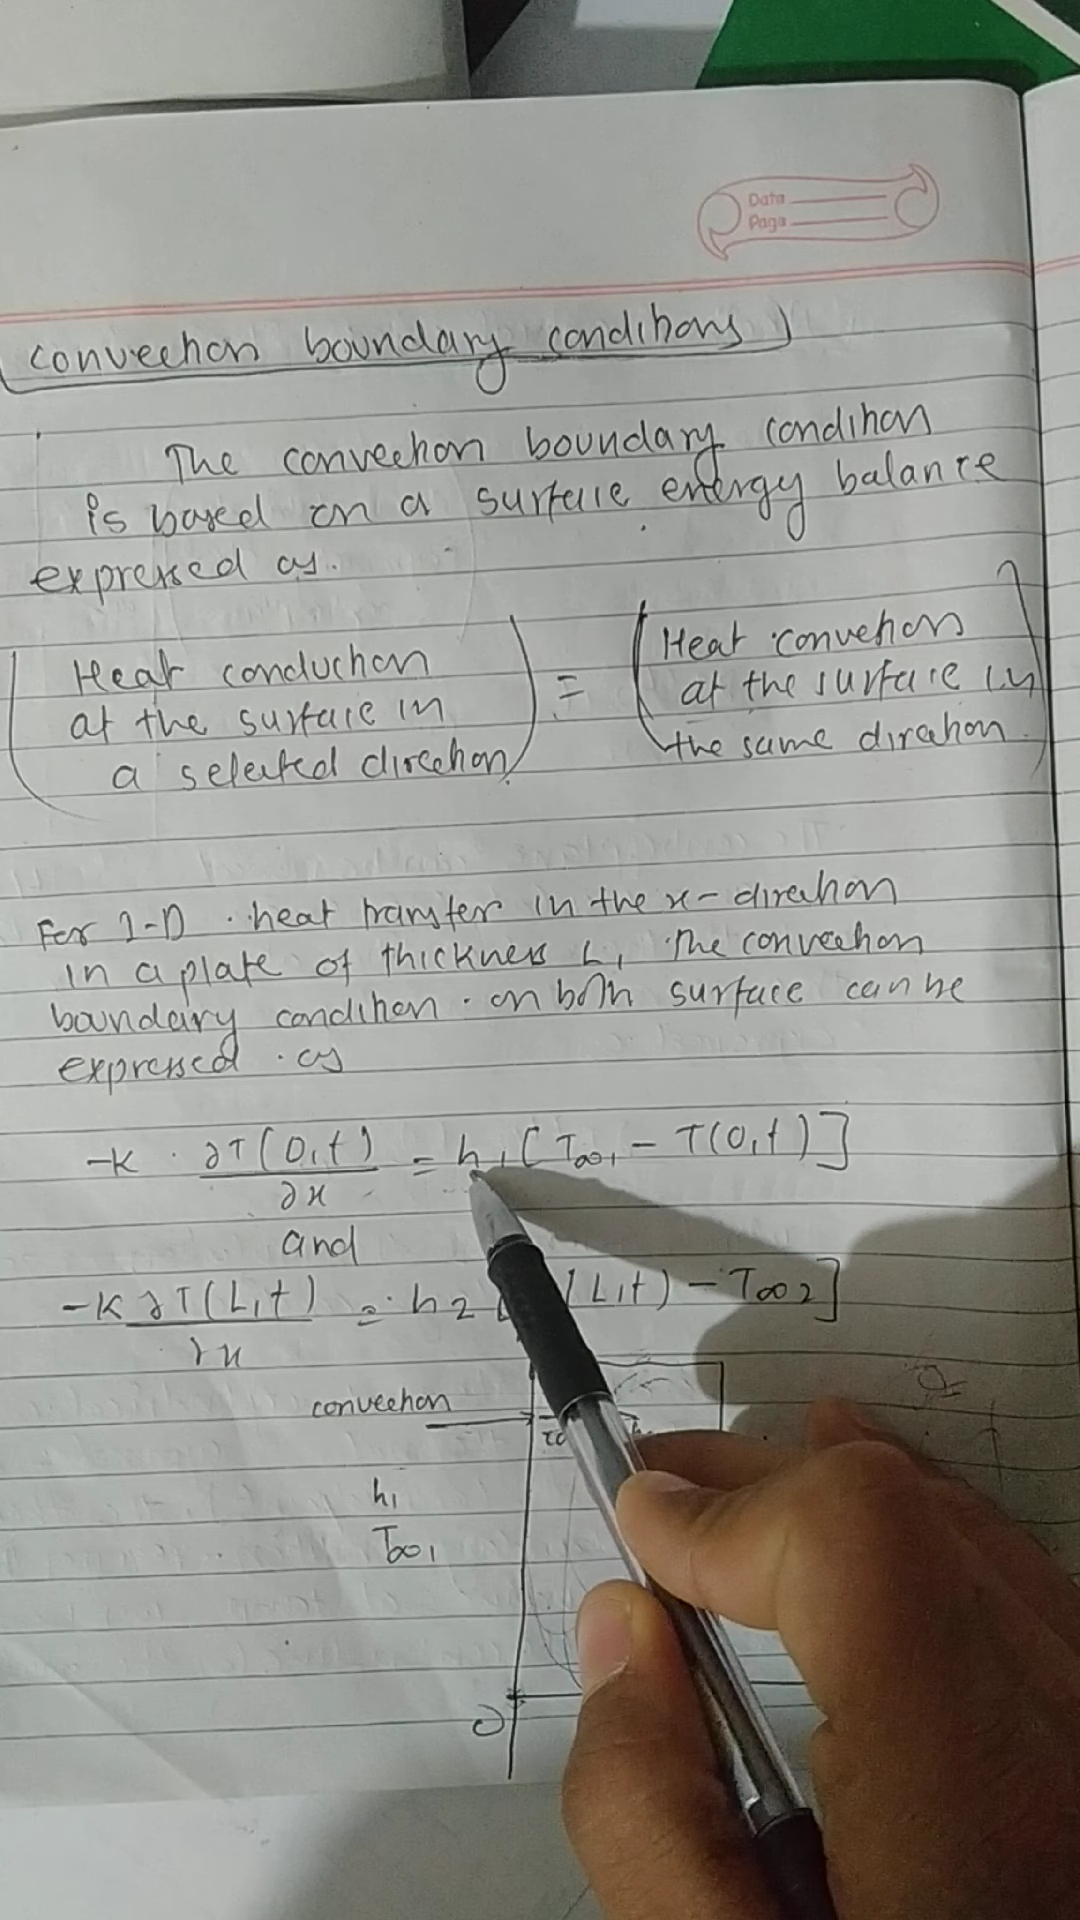 Data
Page
convection boundary conditions
The convection boundary condition
is based on a surface energy balance
expressed as.
Heat conduction
at the surface in
a selected direction
=
Heat convection
at the surface in
the same direction.
For 1-D heat transfer in the x-direction
in a plate of thickness L, The convection
boundary condition on both surface can be
expressed as
-K ∂T(0,t)/∂x = h1[T∞1 - T(0,t)]
and
-K ∂T(L,t)/∂x = h2 [ (L,t) - T∞2]
convection
h1
T∞1
0